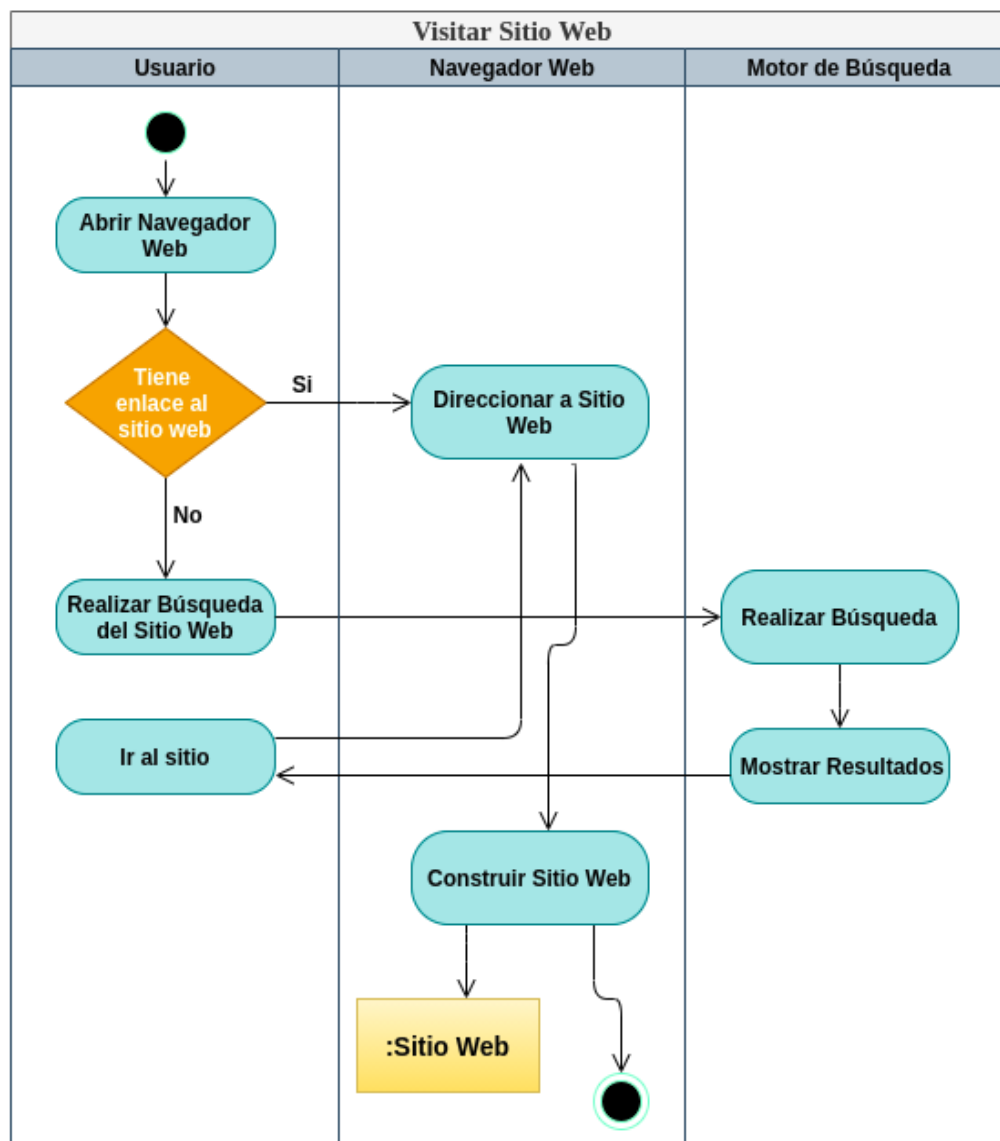 Visitar Sitio Web
Usuario
Navegador Web
Motor de Búsqueda
Abrir Navegador
Web
Tiene
enlace al
sitio web
Si
Direccionar a Sitio
Web
No
Realizar Búsqueda
del Sitio Web
Realizar Búsqueda
Ir al sitio
Mostrar Resultados
Construir Sitio Web
:Sitio Web